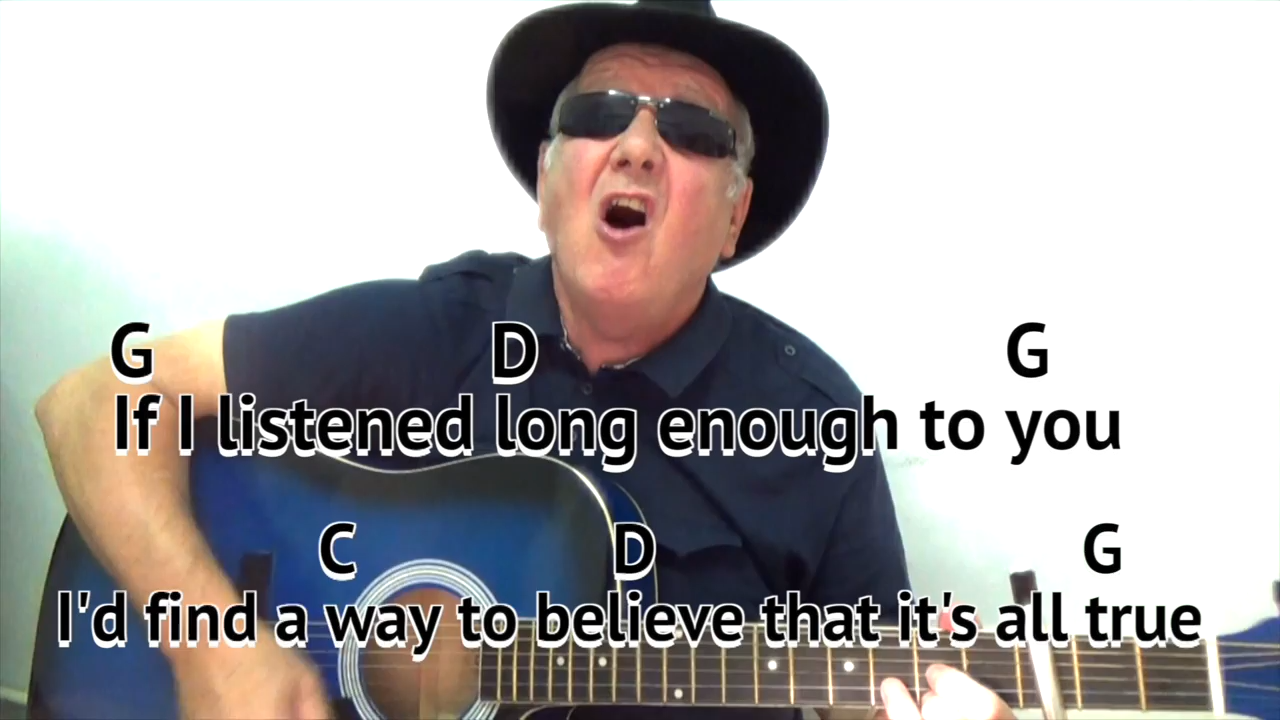 G D G
If I listened long enough to you
C D G
I'd find a way to believe that it's all true